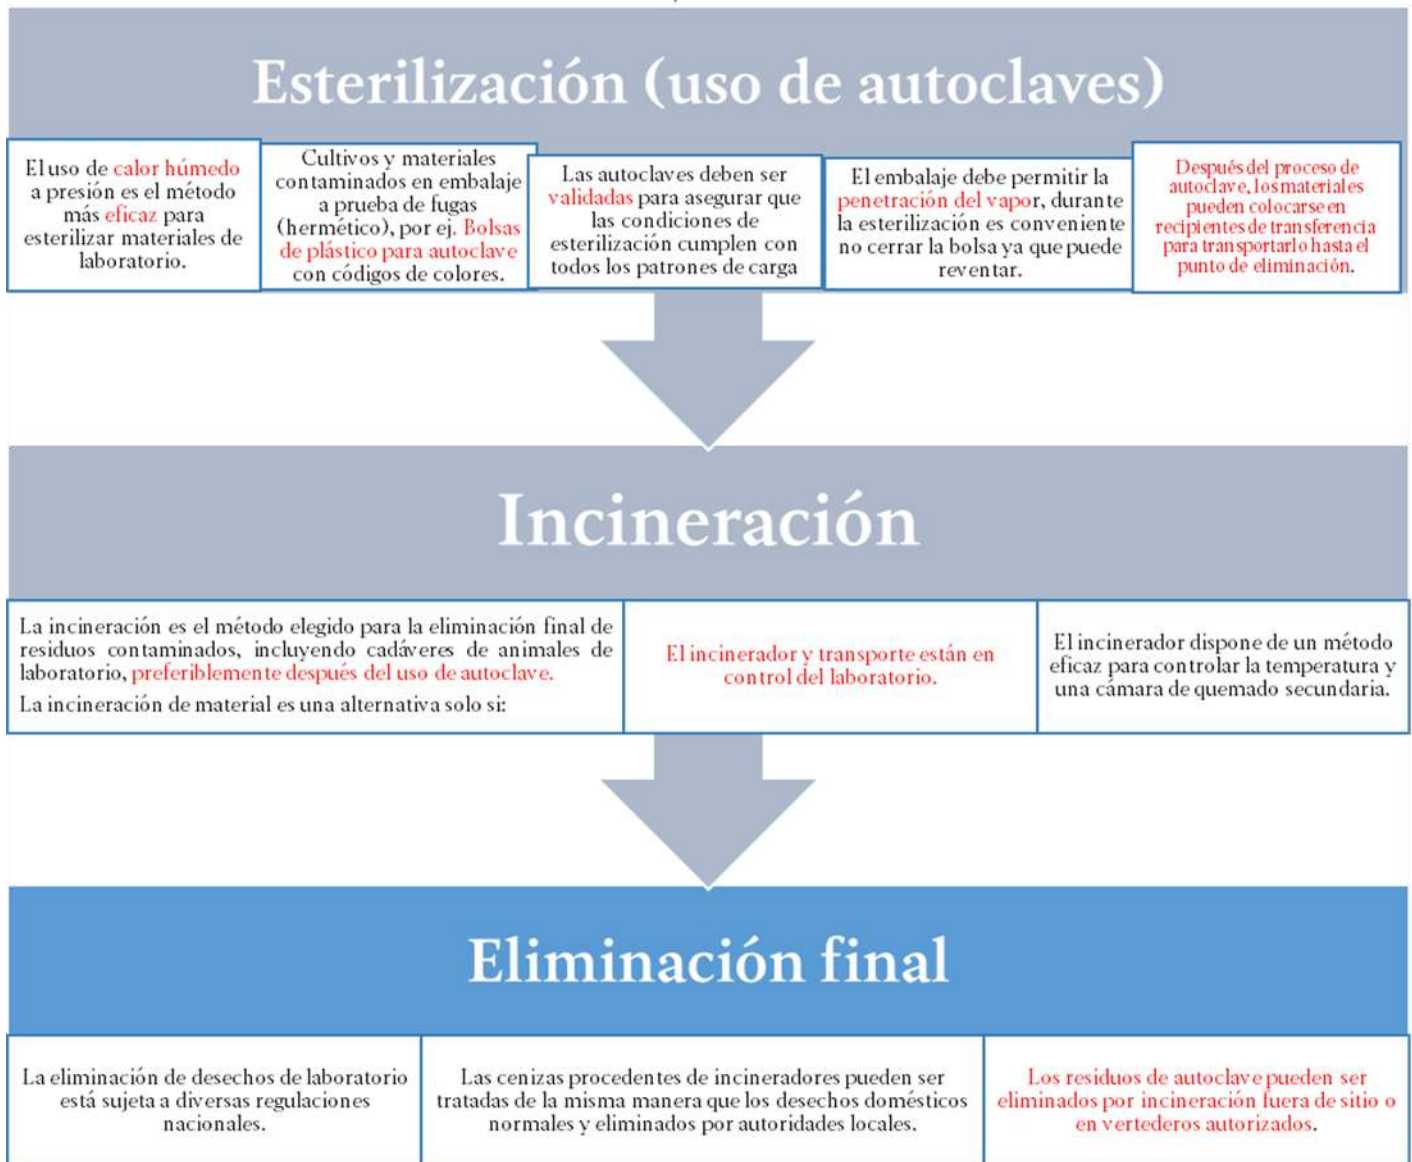 Esterilización (uso de autoclaves)
El uso de calor húmedo
a presión es el método
más eficaz para
esterilizar materiales de
laboratorio.
Cultivos y materiales
contaminados en embalaje
a prueba de fugas
(hermético), por ej. Bolsas
de plástico para autoclave
con códigos de colores.
Las autoclaves deben ser
validadas para asegurar que
las condiciones de
esterilización cumplen con
todos los patrones de carga
El embalaje debe permitir la
penetración del vapor, durante
la esterilización es conveniente
no cerrar la bolsa ya que puede
reventar.
Después del proceso de
autoclave, los materiales
pueden colocarse en
recipientes de transferencia
para transportarlo hasta el
punto de eliminación.
Incineración
La incineración es el método elegido para la eliminación final de
residuos contaminados, incluyendo cadáveres de animales de
laboratorio, preferiblemente después del uso de autoclave.
La incineración de material es una alternativa solo si:
El incinerador y transporte están en
control del laboratorio.
El incinerador dispone de un método
eficaz para controlar la temperatura y
una cámara de quemado secundaria.
Eliminación final
La eliminación de desechos de laboratorio
está sujeta a diversas regulaciones
nacionales.
Las cenizas procedentes de incineradores pueden ser
tratadas de la misma manera que los desechos domésticos
normales y eliminados por autoridades locales.
Los residuos de autoclave pueden ser
eliminados por incineración fuera de sitio o
en vertederos autorizados.